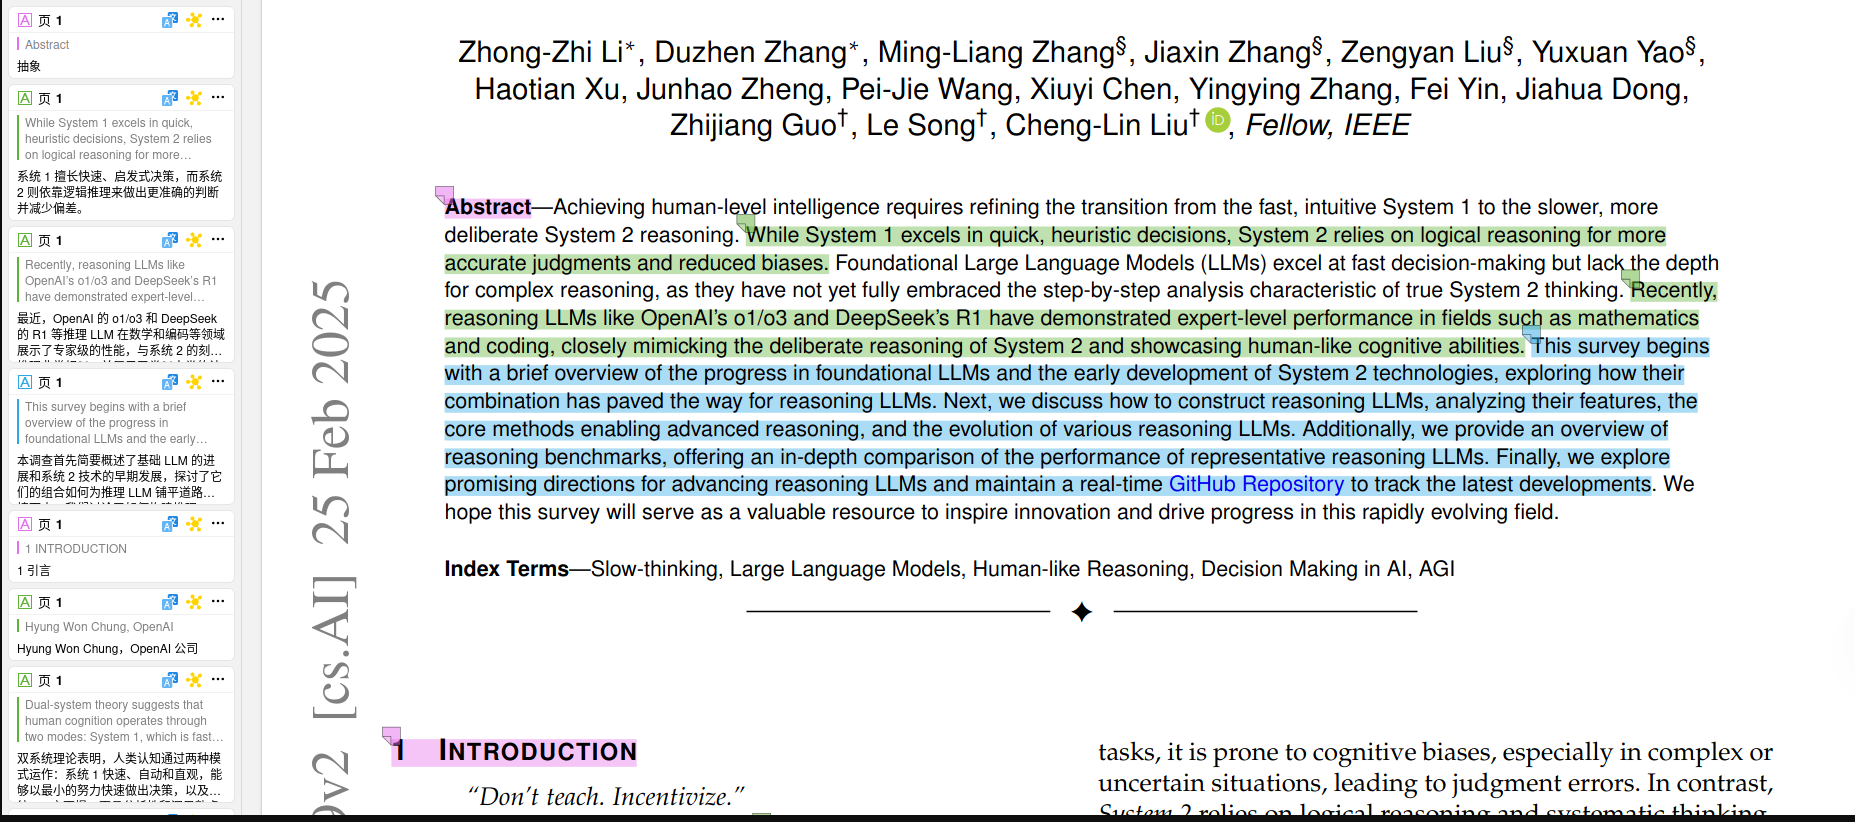 页 1
Abstract
抽象
页 1
While System 1 excels in quick,
heuristic decisions, System 2 relies
on logical reasoning for more…
系统 1 擅长快速、启发式决策，而系统
2 则依靠逻辑推理来做出更准确的判断
并减少偏差。
页 1
Recently, reasoning LLMs like
OpenAI’s o1/o3 and DeepSeek’s R1
have demonstrated expert-level…
最近，OpenAI 的 o1/o3 和 DeepSeek
的 R1 等推理 LLM 在数学和编码等领域
展示了专家级的性能，与系统 2 的刻…
页 1
This survey begins with a brief
overview of the progress in
foundational LLMs and the early…
本调查首先简要概述了基础 LLM 的进
展和系统 2 技术的早期发展，探讨了它
们的组合如何为推理 LLM 铺平道路…
页 1
1 INTRODUCTION
1 引言
页 1
Hyung Won Chung, OpenAI
Hyung Won Chung，OpenAI 公司
页 1
Dual-system theory suggests that
human cognition operates through
two modes: System 1, which is fast…
双系统理论表明，人类认知通过两种模
式运作：系统 1 快速、自动和直观，能
够以最小的努力快速做出决策，以及…
9v2 [cs.AI] 25 Feb 2025
Zhong-Zhi Li*, Duzhen Zhang*, Ming-Liang Zhang§, Jiaxin Zhang§, Zengyan Liu§, Yuxuan Yao§,
Haotian Xu, Junhao Zheng, Pei-Jie Wang, Xiuyi Chen, Yingying Zhang, Fei Yin, Jiahua Dong,
Zhijiang Guo†, Le Song†, Cheng-Lin Liu† iD, Fellow, IEEE
Abstract—Achieving human-level intelligence requires refining the transition from the fast, intuitive System 1 to the slower, more
deliberate System 2 reasoning. While System 1 excels in quick, heuristic decisions, System 2 relies on logical reasoning for more
accurate judgments and reduced biases. Foundational Large Language Models (LLMs) excel at fast decision-making but lack the depth
for complex reasoning, as they have not yet fully embraced the step-by-step analysis characteristic of true System 2 thinking. Recently,
reasoning LLMs like OpenAI’s o1/o3 and DeepSeek’s R1 have demonstrated expert-level performance in fields such as mathematics
and coding, closely mimicking the deliberate reasoning of System 2 and showcasing human-like cognitive abilities. This survey begins
with a brief overview of the progress in foundational LLMs and the early development of System 2 technologies, exploring how their
combination has paved the way for reasoning LLMs. Next, we discuss how to construct reasoning LLMs, analyzing their features, the
core methods enabling advanced reasoning, and the evolution of various reasoning LLMs. Additionally, we provide an overview of
reasoning benchmarks, offering an in-depth comparison of the performance of representative reasoning LLMs. Finally, we explore
promising directions for advancing reasoning LLMs and maintain a real-time GitHub Repository to track the latest developments. We
hope this survey will serve as a valuable resource to inspire innovation and drive progress in this rapidly evolving field.
Index Terms—Slow-thinking, Large Language Models, Human-like Reasoning, Decision Making in AI, AGI
1 INTRODUCTION
“Don’t teach. Incentivize.”
tasks, it is prone to cognitive biases, especially in complex or
uncertain situations, leading to judgment errors. In contrast,
System 2 relies on logical reasoning and systematic thinking,